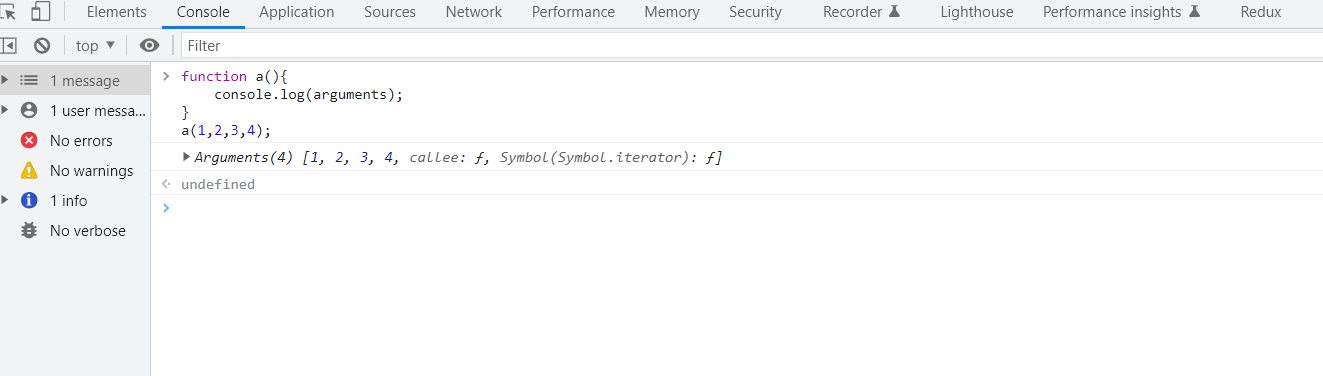 Elements Console Application Sources Network Performance Memory Security Recorder Lighthouse Performance insights Redux
top ▼ Filter
1 message
1 user messa...
No errors
No warnings
1 info
No verbose
function a(){
    console.log(arguments);
}
a(1,2,3,4);
Arguments(4) [1, 2, 3, 4, callee: ƒ, Symbol(Symbol.iterator): ƒ]
undefined